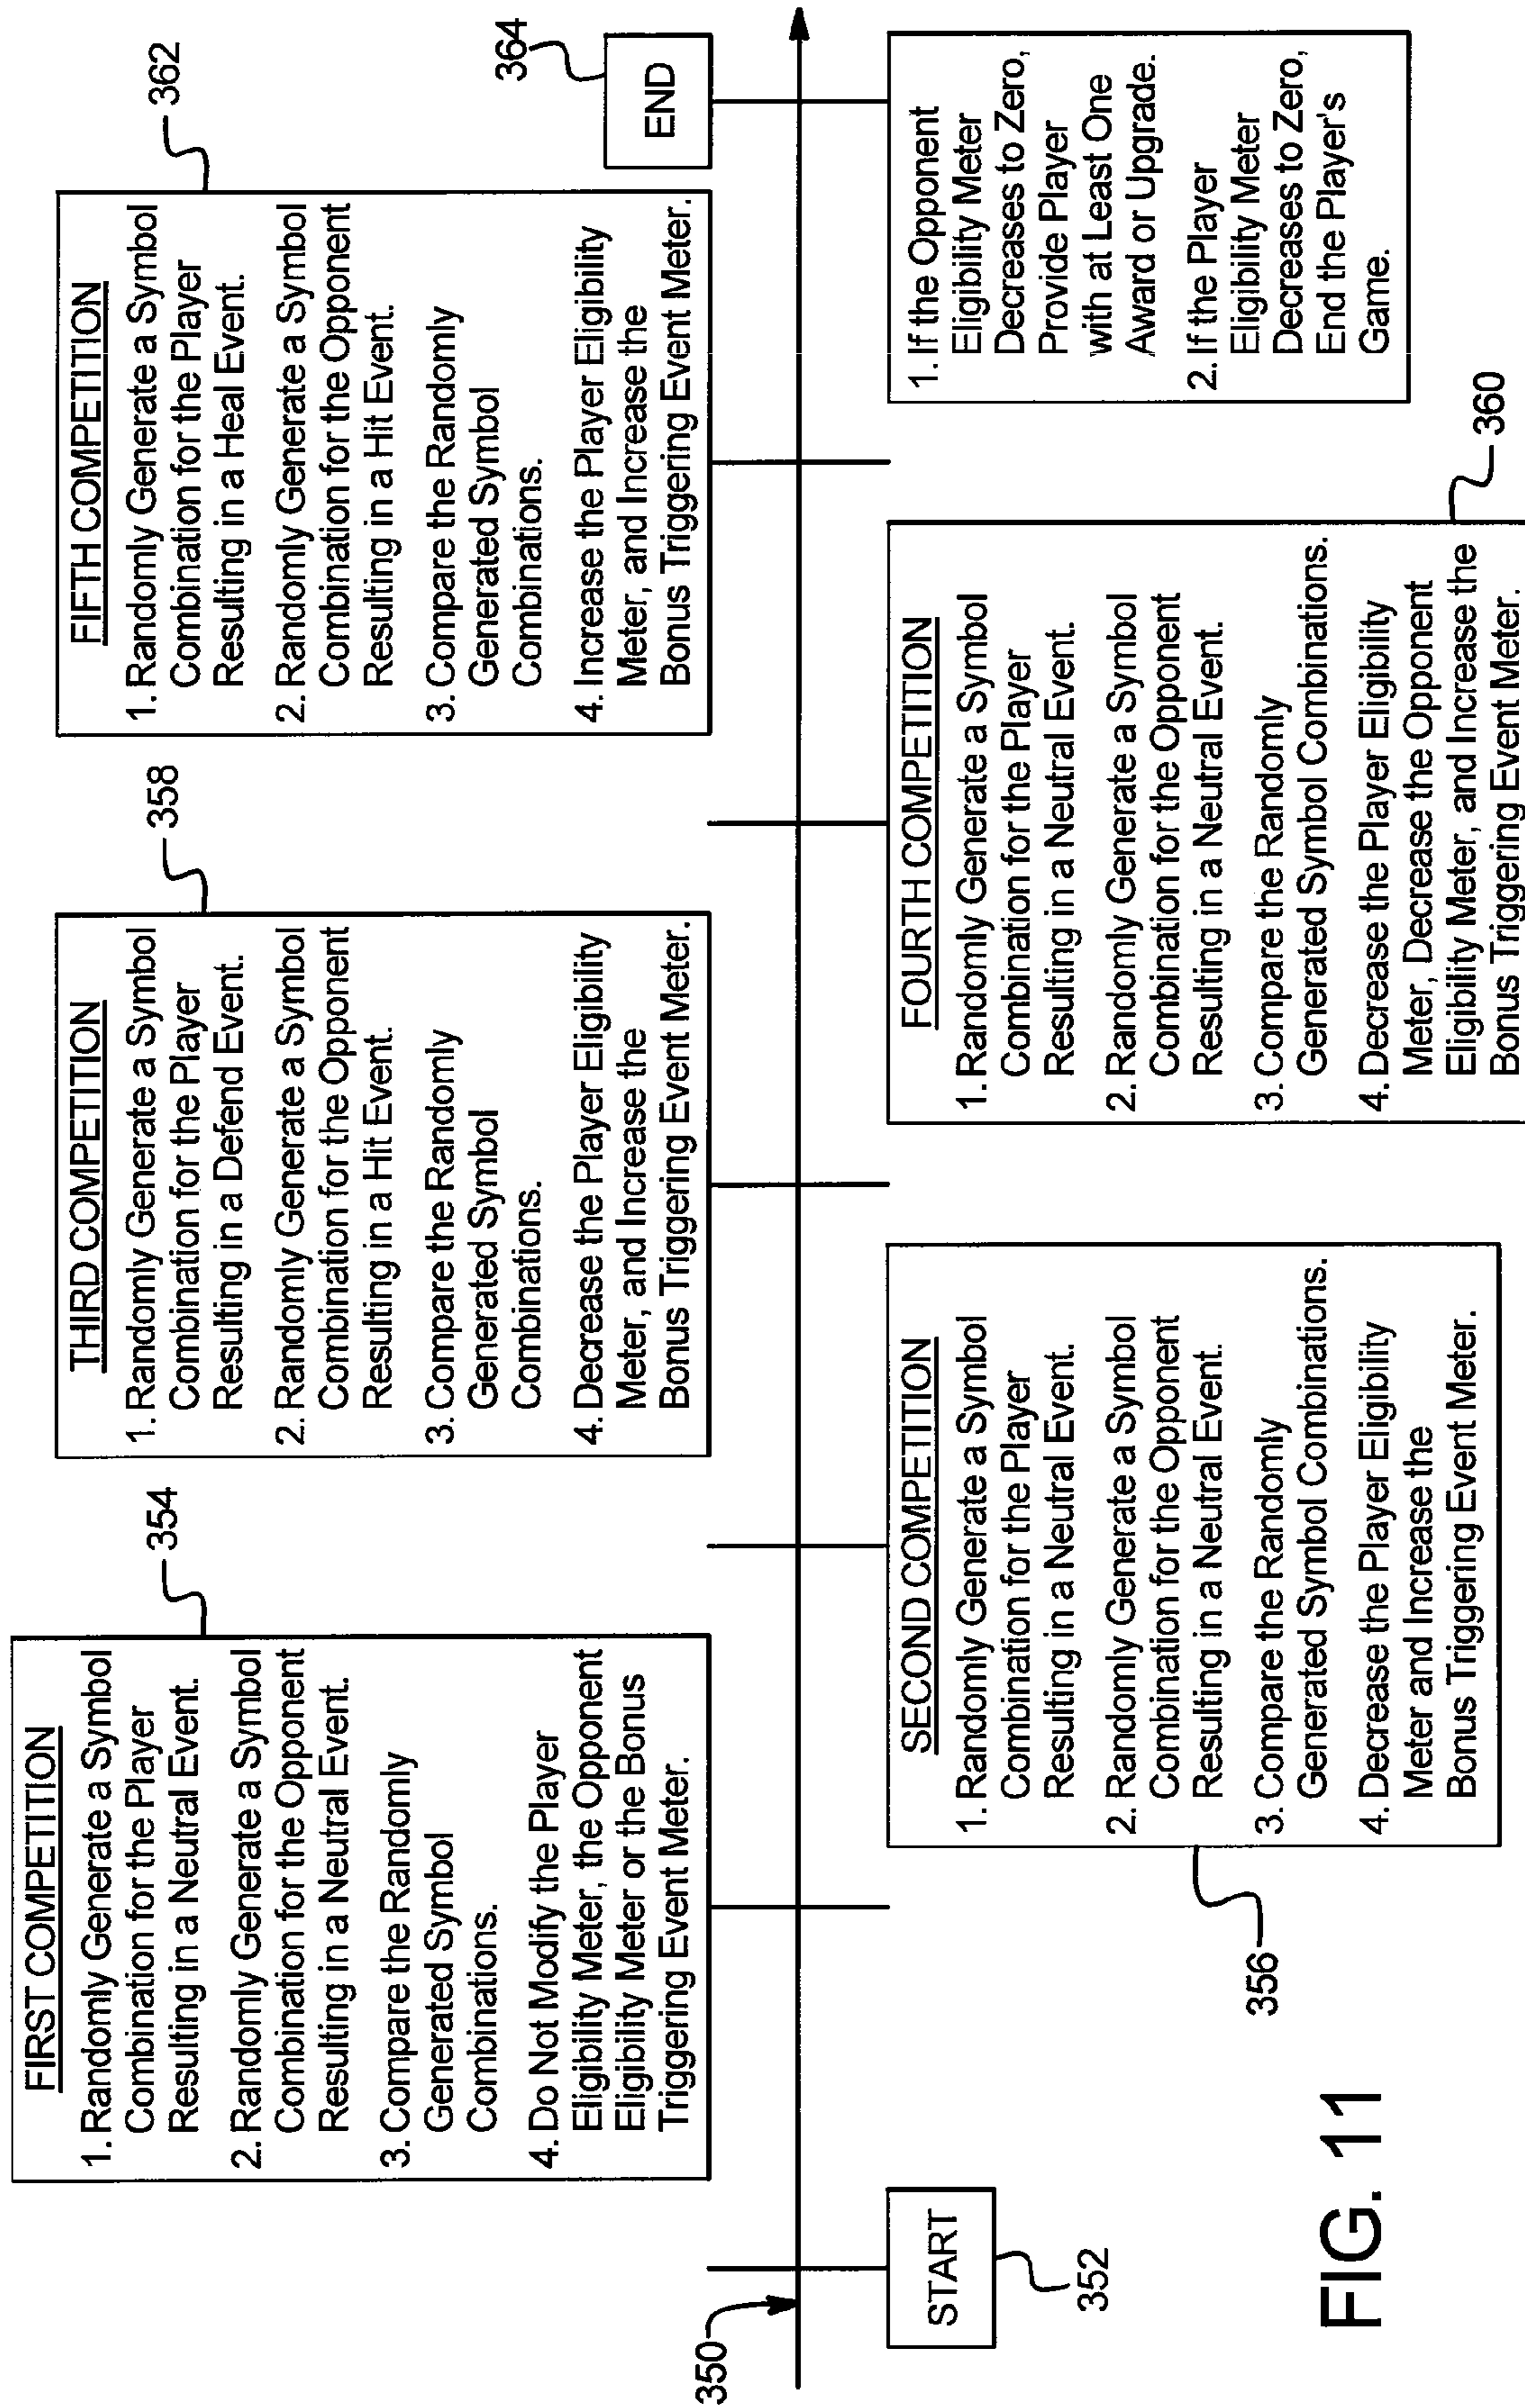 FIRST COMPETITION
1. Randomly Generate a Symbol
Combination for the Player
Resulting in a Neutral Event.
2. Randomly Generate a Symbol
Combination for the Opponent
Resulting in a Neutral Event.
3. Compare the Randomly
Generated Symbol
Combinations.
4. Do Not Modify the Player
Eligibility Meter, the Opponent
Eligibility Meter or the Bonus
Triggering Event Meter.
354
THIRD COMPETITION
1. Randomly Generate a Symbol
Combination for the Player
Resulting in a Defend Event.
2. Randomly Generate a Symbol
Combination for the Opponent
Resulting in a Hit Event.
3. Compare the Randomly
Generated Symbol
Combinations.
4. Decrease the Player Eligibility
Meter, and Increase the
Bonus Triggering Event Meter.
358
FIFTH COMPETITION
1. Randomly Generate a Symbol
Combination for the Player
Resulting in a Heal Event.
2. Randomly Generate a Symbol
Combination for the Opponent
Resulting in a Hit Event.
3. Compare the Randomly
Generated Symbol
Combinations.
4. Increase the Player Eligibility
Meter, and Increase the
Bonus Triggering Event Meter.
362
364
END
350
START
352
SECOND COMPETITION
1. Randomly Generate a Symbol
Combination for the Player
Resulting in a Neutral Event.
2. Randomly Generate a Symbol
Combination for the Opponent
Resulting in a Neutral Event.
3. Compare the Randomly
Generated Symbol Combinations.
4. Decrease the Player Eligibility
Meter and Increase the
Bonus Triggering Event Meter.
356
FOURTH COMPETITION
1. Randomly Generate a Symbol
Combination for the Player
Resulting in a Neutral Event.
2. Randomly Generate a Symbol
Combination for the Opponent
Resulting in a Neutral Event.
3. Compare the Randomly
Generated Symbol Combinations.
4. Decrease the Player Eligibility
Meter, Decrease the Opponent
Eligibility Meter, and Increase the
Bonus Triggering Event Meter.
360
1. If the Opponent
Eligibility Meter
Decreases to Zero,
Provide Player
with at Least One
Award or Upgrade.
2. If the Player
Eligibility Meter
Decreases to Zero,
End the Player's
Game.
FIG. 11